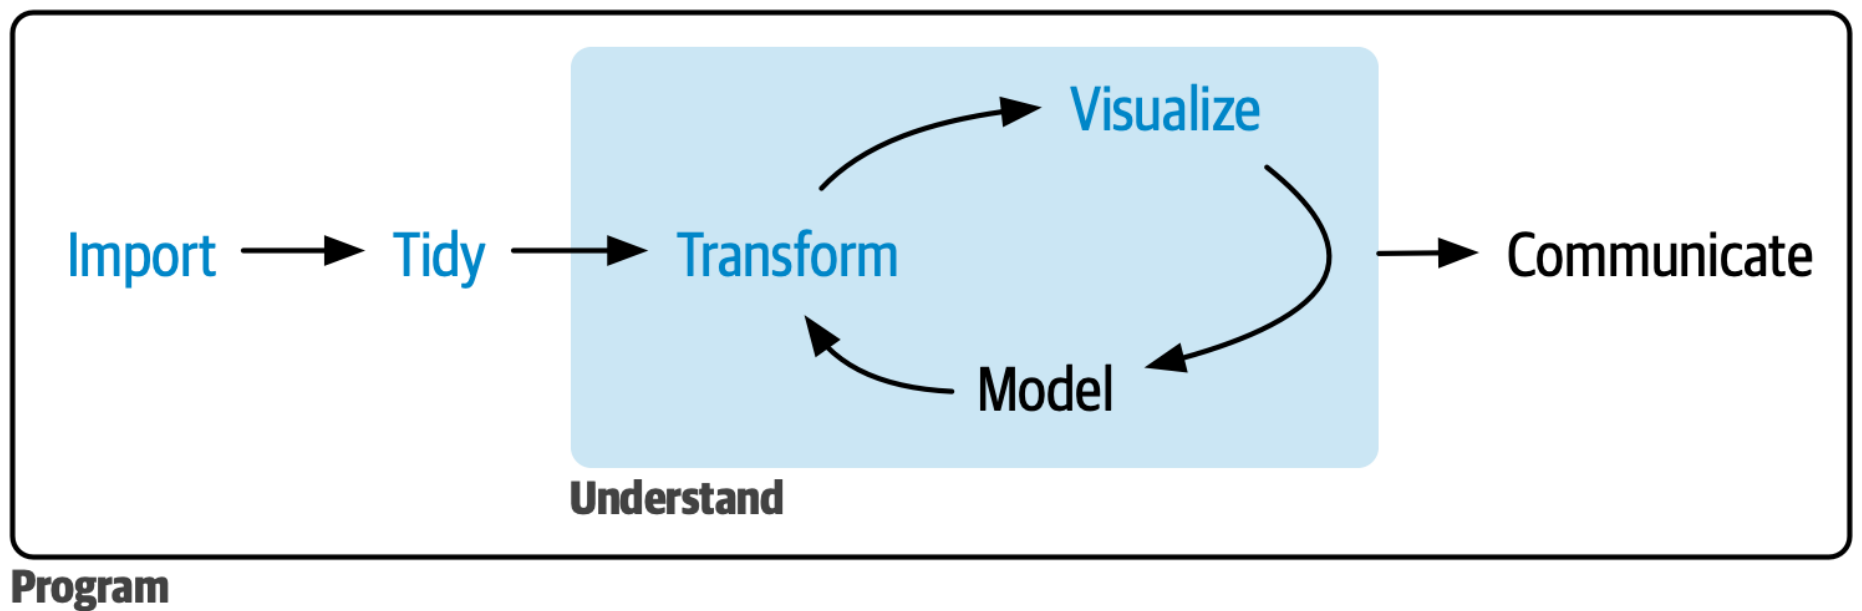 Visualize
Import
Tidy
Transform
Communicate
Model
Understand
Program